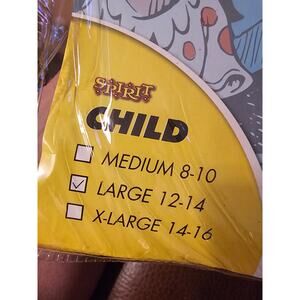 SPIRIT
CHILD
MEDIUM 8-10
LARGE 12-14
X-LARGE 14-16